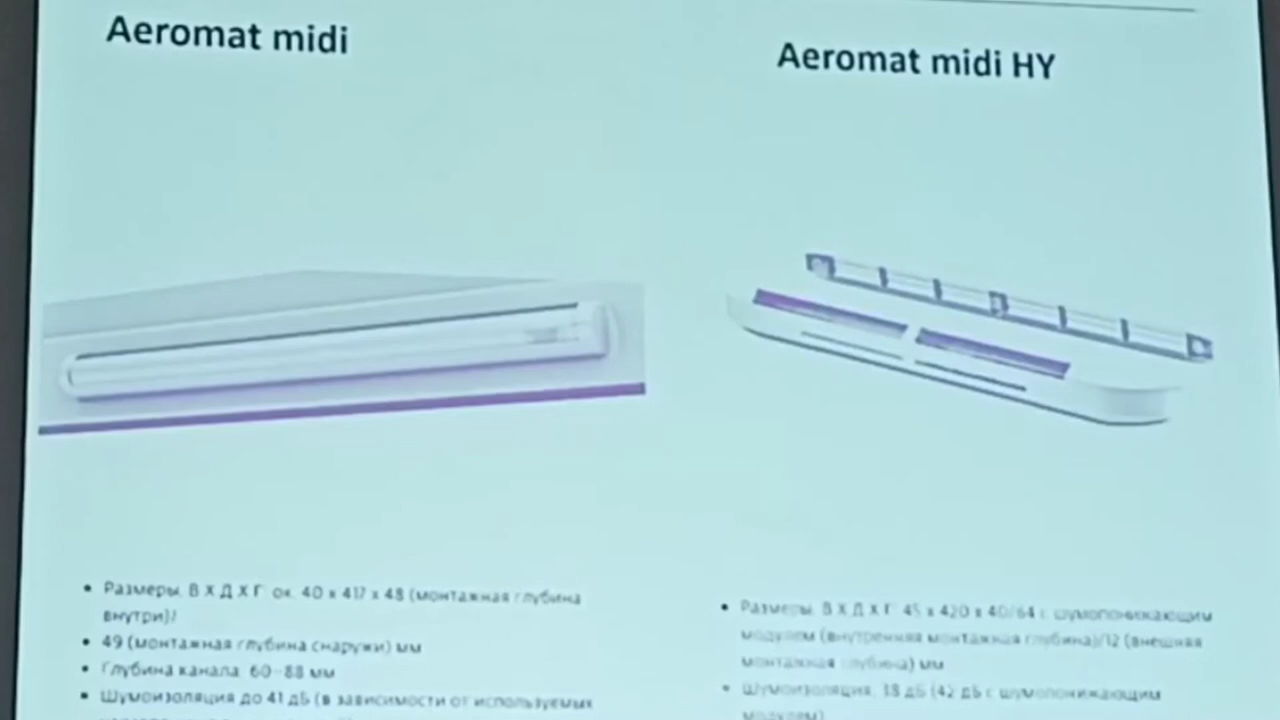 Aeromat midi
Aeromat midi HY
• Размеры: В Х Д Х Г: ок. 40 x 417 x 48 (монтажная глубина
внутри)/
• 49 (монтажная глубина снаружи) мм
• Глубина канала: 60-88 мм
• Шумоизоляция до 41 дБ (в зависимости от используемых
• Размеры: В Х Д Х Г: 45 x 420 x 40/64 с шумопонижающим
модулем (внутренняя монтажная глубина)/12 (внешняя
монтажная глубина) мм
• Шумоизоляция: 38 дБ (42 дБ с шумопонижающим
модулем)